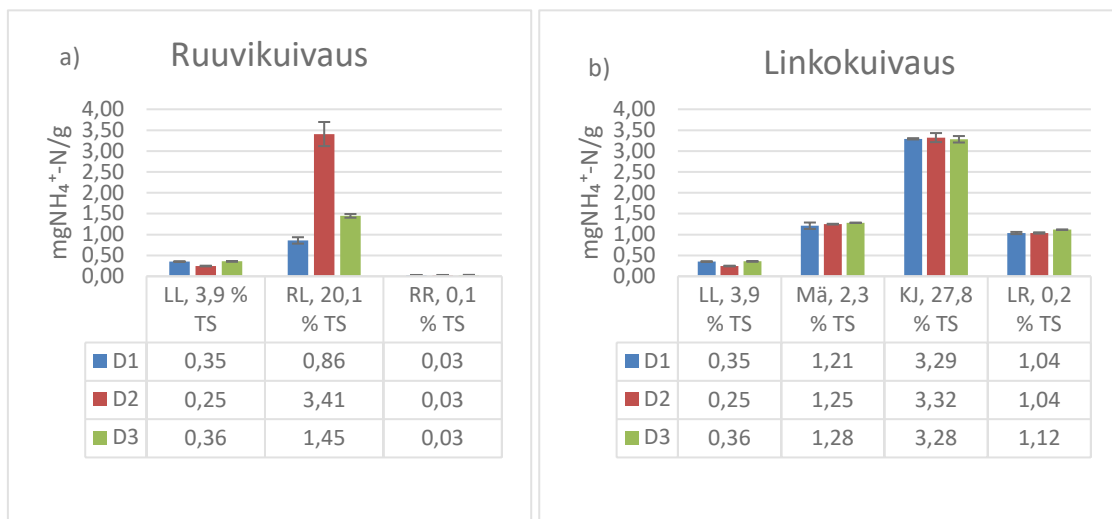 a) Ruuvikuivaus
mgNH₄⁺-N/g
4,00
3,50
3,00
2,50
2,00
1,50
1,00
0,50
0,00
LL, 3,9 % TS
RL, 20,1 % TS
RR, 0,1 % TS
D1 0,35 0,86 0,03
D2 0,25 3,41 0,03
D3 0,36 1,45 0,03
b) Linkokuivaus
mgNH₄⁺-N/g
4,00
3,50
3,00
2,50
2,00
1,50
1,00
0,50
0,00
LL, 3,9 % TS
Mä, 2,3 % TS
KJ, 27,8 % TS
LR, 0,2 % TS
D1 0,35 1,21 3,29 1,04
D2 0,25 1,25 3,32 1,04
D3 0,36 1,28 3,28 1,12